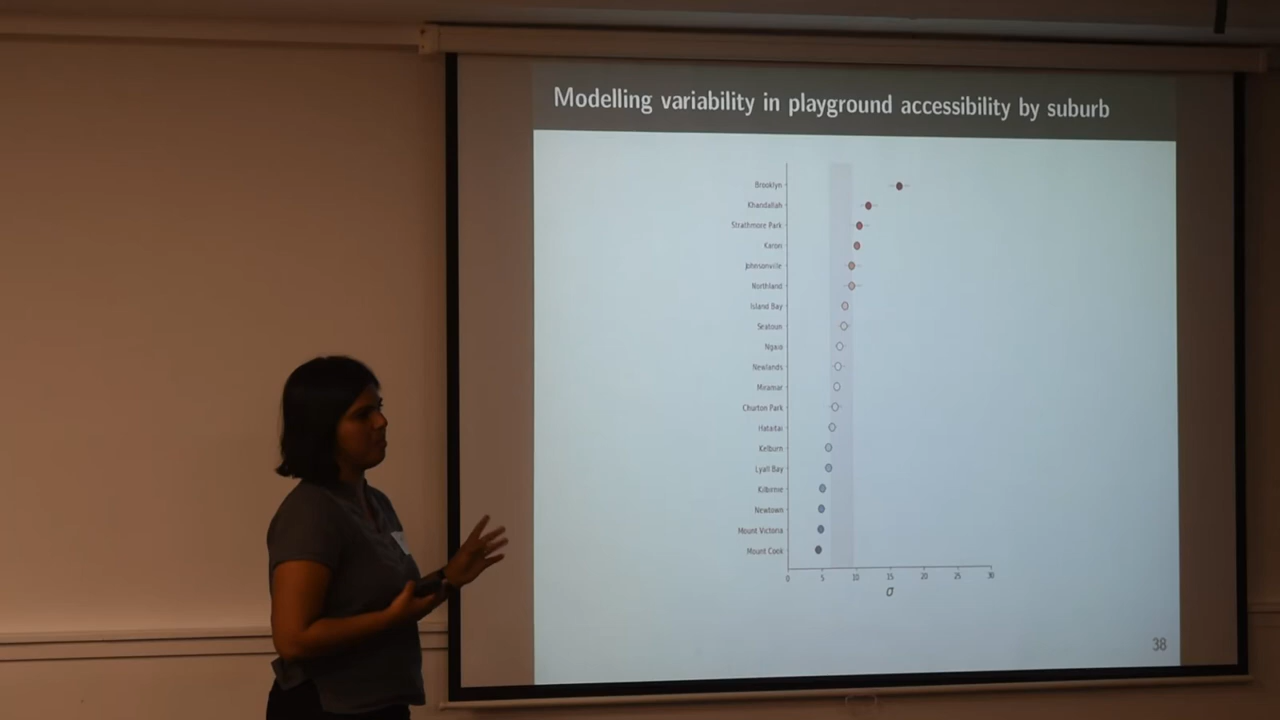 Modelling variability in playground accessibility by suburb
Brooklyn
Khandallah
Strathmore Park
Karori
Johnsonville
Northland
Island Bay
Seatoun
Ngaio
Newlands
Miramar
Churton Park
Hataitai
Kelburn
Lyall Bay
Kilbirnie
Newtown
Mount Victoria
Mount Cook
0 5 10 15 20 25 30
σ
38